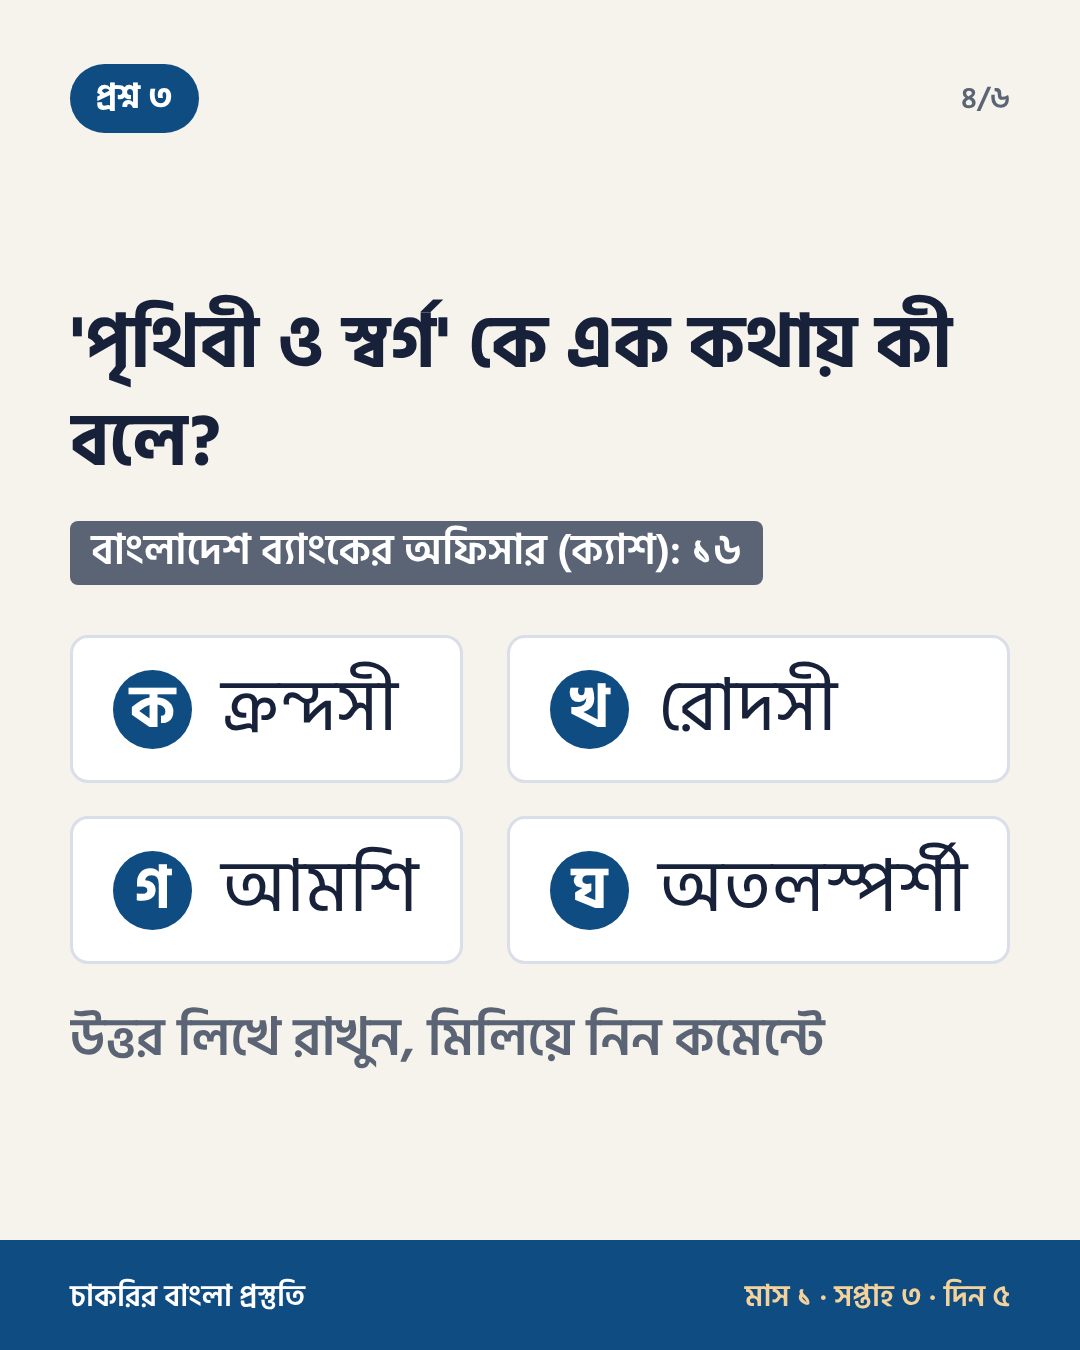 প্রশ্ন ৩
৪/৬
'পৃথিবী ও স্বর্গ' কে এক কথায় কী
বলে?
বাংলাদেশ ব্যাংকের অফিসার (ক্যাশ): ১৬
ক ক্রন্দসী
খ রোদসী
গ আমশি
ঘ অতলস্পর্শী
উত্তর লিখে রাখুন, মিলিয়ে নিন কমেন্টে
চাকরির বাংলা প্রস্তুতি
মাস ১ · সপ্তাহ ৩ · দিন ৫